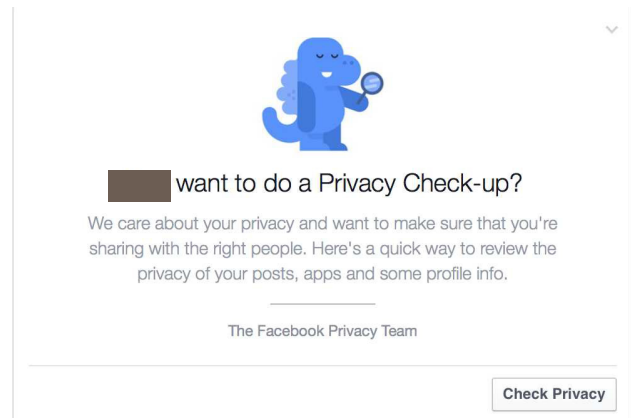 want to do a Privacy Check-up?
We care about your privacy and want to make sure that you're
sharing with the right people. Here's a quick way to review the
privacy of your posts, apps and some profile info.
The Facebook Privacy Team
Check Privacy